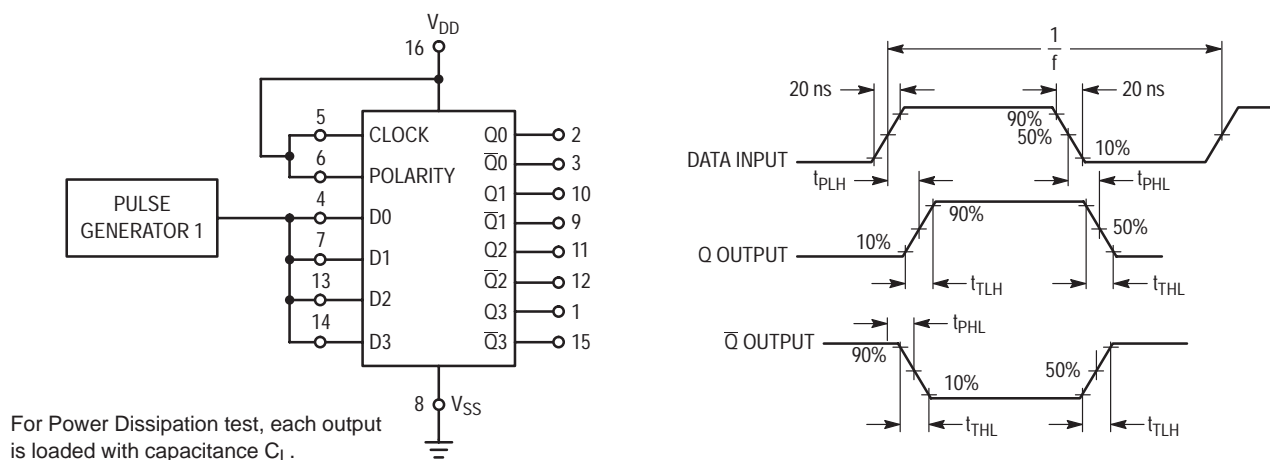 V_DD
16
5
CLOCK
6
POLARITY
PULSE
GENERATOR 1
4
D0
7
D1
13
D2
14
D3
Q0
2
Q̅0
3
Q1
10
Q̅1
9
Q2
11
Q̅2
12
Q3
1
Q̅3
15
8
V_SS
For Power Dissipation test, each output
is loaded with capacitance C_L.
1
f
20 ns
20 ns
90%
50%
10%
DATA INPUT
t_PLH
t_PHL
90%
50%
10%
Q OUTPUT
t_TLH
t_THL
t_PHL
Q̅ OUTPUT
90%
10%
50%
t_THL
t_TLH